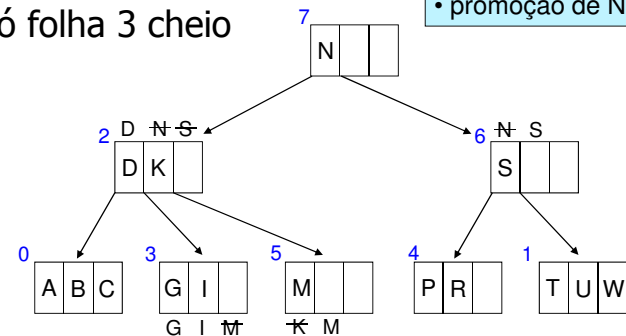 ó folha 3 cheio
• promoção de N
7
N
2 D N S
6 N S
D K
S
0 3 5 4 1
A B C
G I
M
P R
T U W
G I M
K M